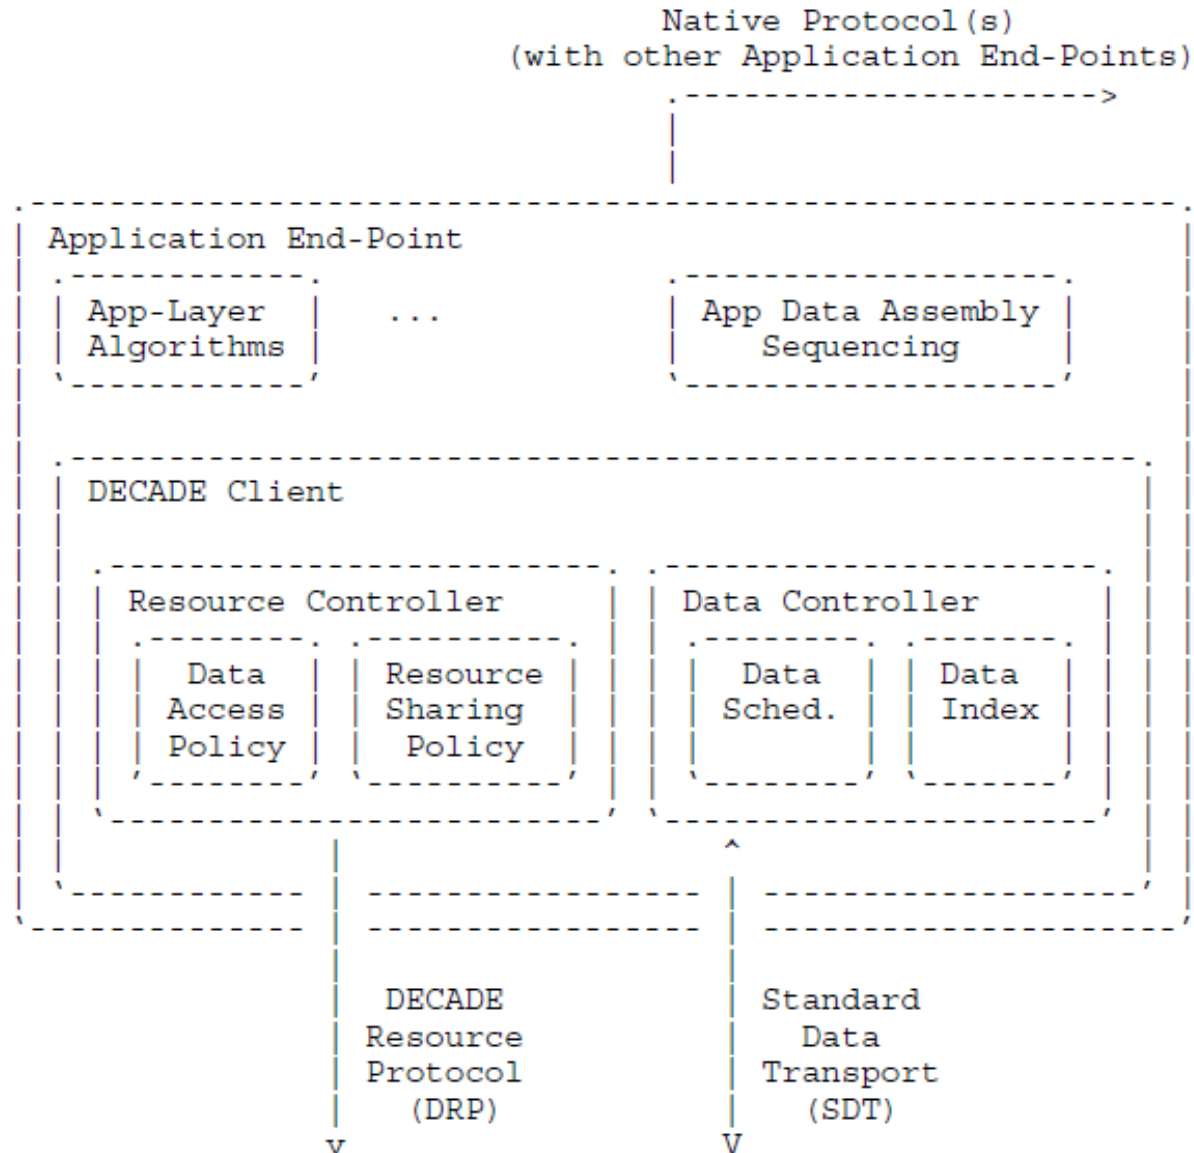 Native Protocol(s)
(with other Application End-Points)
Application End-Point
App-Layer
Algorithms
...
App Data Assembly
Sequencing
DECADE Client
Resource Controller
Data
Access
Policy
Resource
Sharing
Policy
Data Controller
Data
Sched.
Data
Index
DECADE
Resource
Protocol
(DRP)
Standard
Data
Transport
(SDT)